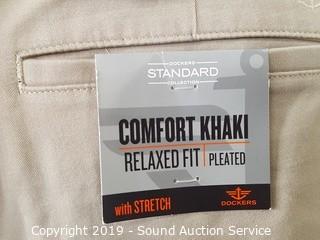 DOCKERS
STANDARD
COLLECTION
COMFORT KHAKI
RELAXED FIT | PLEATED
with STRETCH
DOCKERS
Copyright 2019 - Sound Auction Service